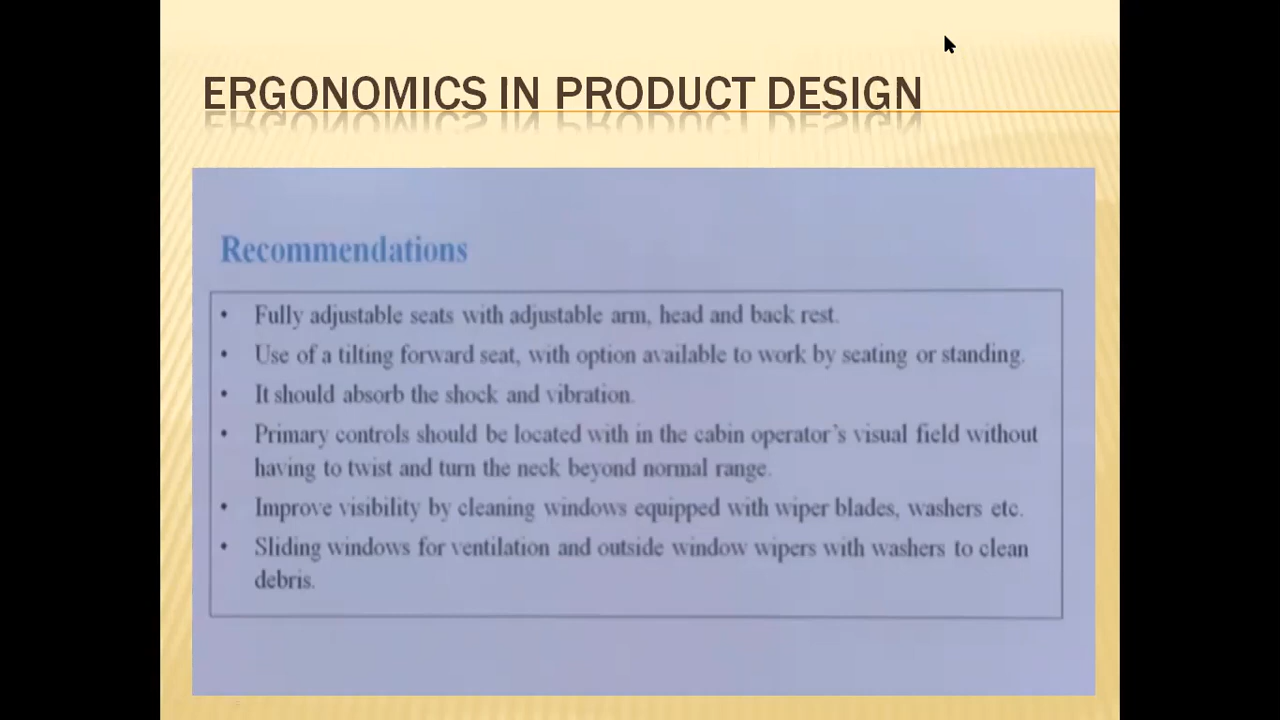 ERGONOMICS IN PRODUCT DESIGN
Recommendations
• Fully adjustable seats with adjustable arm, head and back rest.
• Use of a tilting forward seat, with option available to work by seating or standing.
• It should absorb the shock and vibration.
• Primary controls should be located with in the cabin operator's visual field without
having to twist and turn the neck beyond normal range.
• Improve visibility by cleaning windows equipped with wiper blades, washers etc.
• Sliding windows for ventilation and outside window wipers with washers to clean
debris.